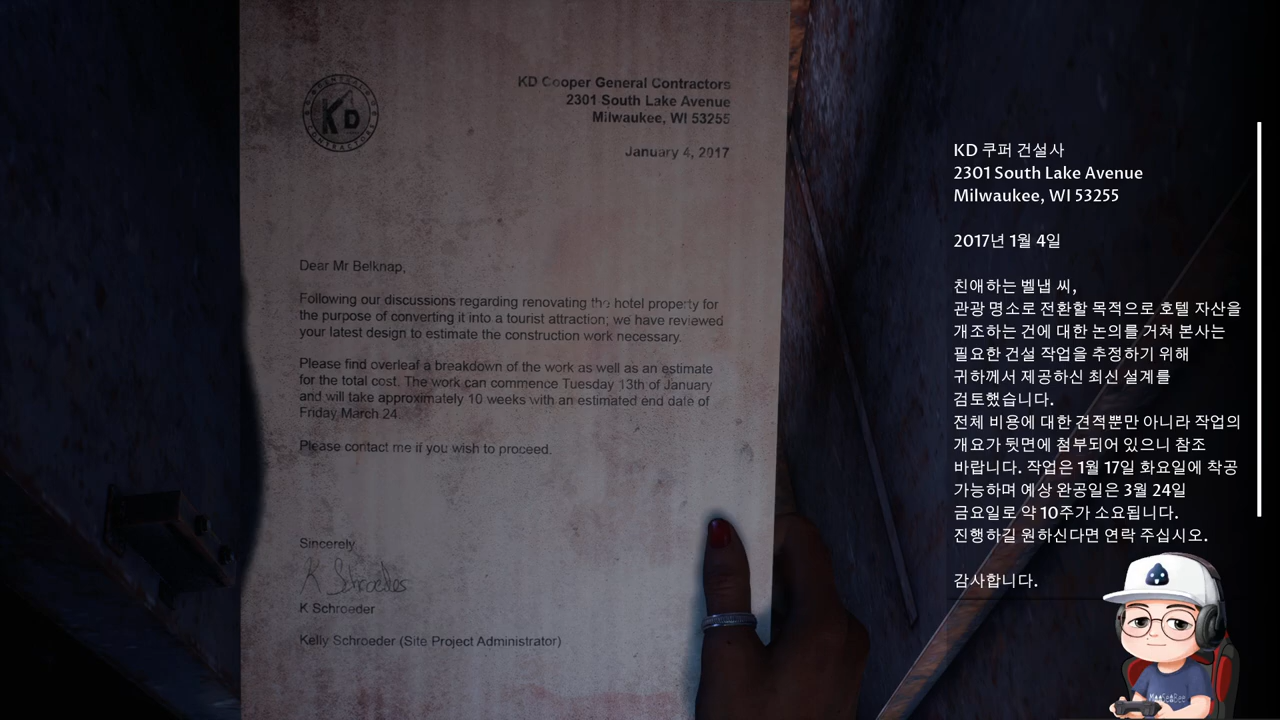 KD Cooper General Contractors
2301 South Lake Avenue
Milwaukee, WI 53255
January 4, 2017
KD
CONTRACTORS
Dear Mr Belknap,
Following our discussions regarding renovating the hotel property for
the purpose of converting it into a tourist attraction; we have reviewed
your latest design to estimate the construction work necessary.
Please find overleaf a breakdown of the work as well as an estimate
for the total cost. The work can commence Tuesday 13th of January
and will take approximately 10 weeks with an estimated end date of
Friday March 24.
Please contact me if you wish to proceed.
Sincerely
K Schroeder
K Schroeder
Kelly Schroeder (Site Project Administrator)
KD 쿠퍼 건설사
2301 South Lake Avenue
Milwaukee, WI 53255
2017년 1월 4일
친애하는 벨냅 씨,
관광 명소로 전환할 목적으로 호텔 자산을
개조하는 건에 대한 논의를 거쳐 본사는
필요한 건설 작업을 추정하기 위해
귀하께서 제공하신 최신 설계를
검토했습니다.
전체 비용에 대한 견적뿐만 아니라 작업의
개요가 뒷면에 첨부되어 있으니 참조
바랍니다. 작업은 1월 17일 화요일에 착공
가능하며 예상 완공일은 3월 24일
금요일로 약 10주가 소요됩니다.
진행하길 원하신다면 연락 주십시오.
감사합니다.